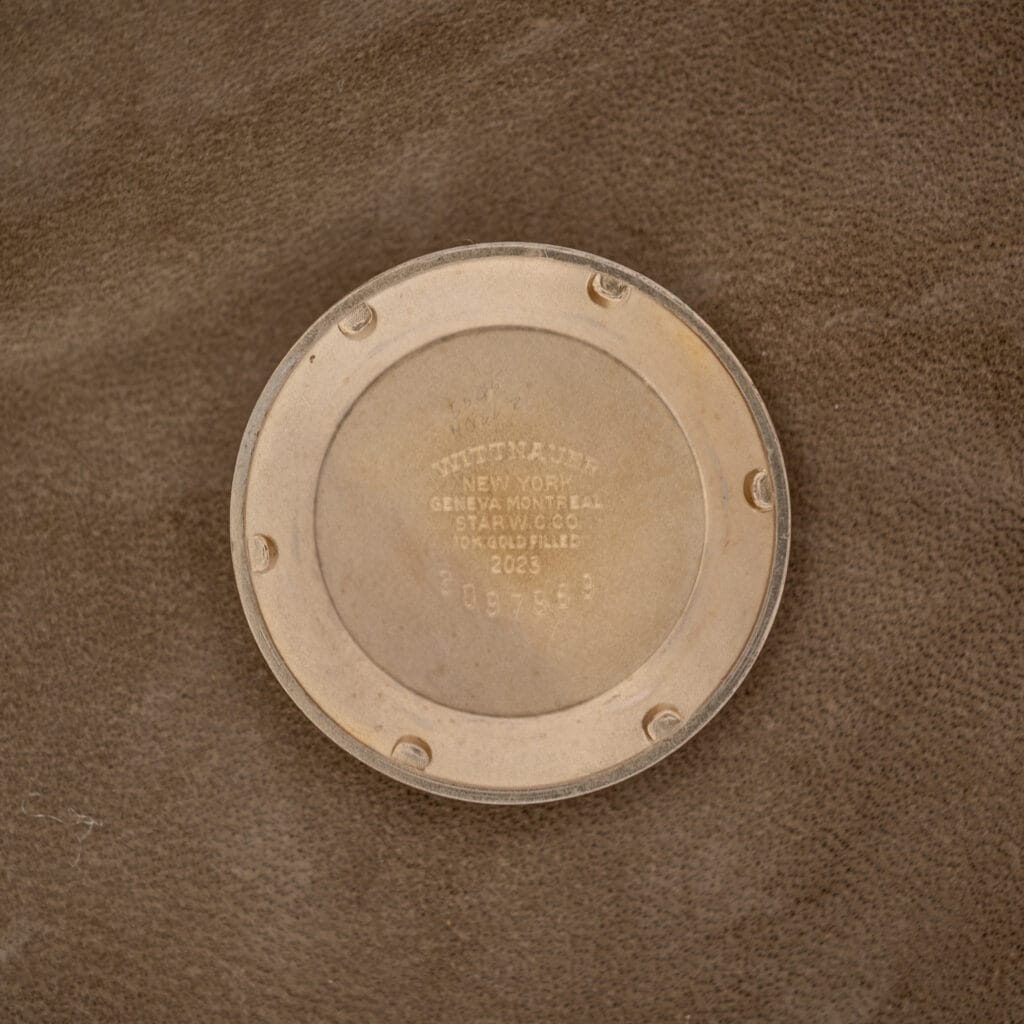 WITTNAUER
NEW YORK
GENEVA MONTREAL
STAR W. C. CO.
10K. GOLD FILLED
2023